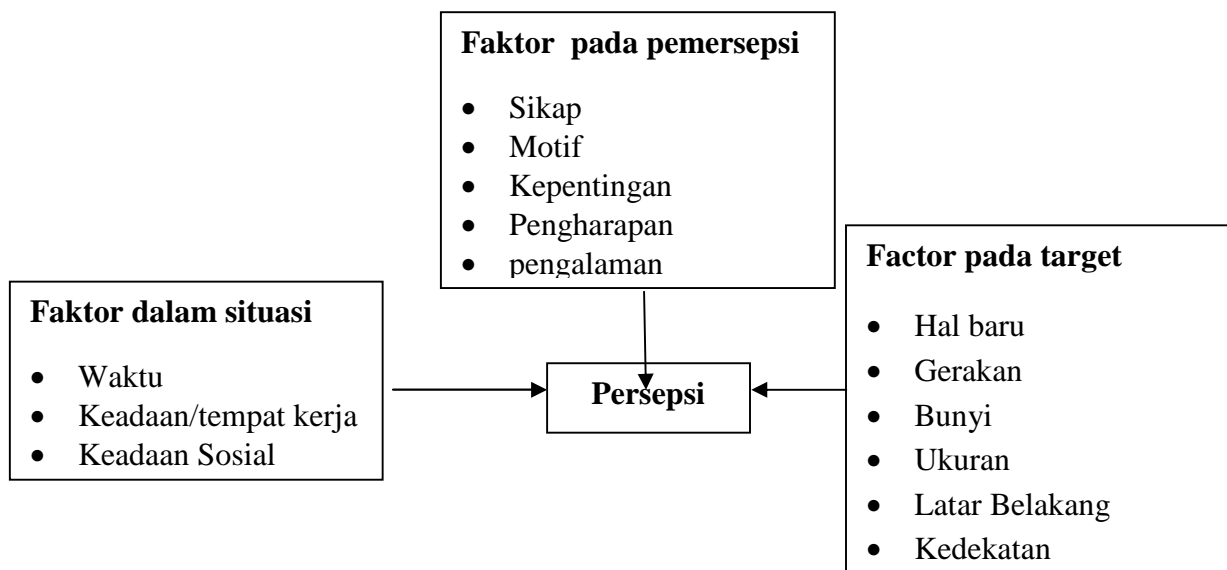 Faktor pada pemersepsi
• Sikap
• Motif
• Kepentingan
• Pengharapan
• pengalaman
Faktor dalam situasi
• Waktu
• Keadaan/tempat kerja
• Keadaan Sosial
Persepsi
Factor pada target
• Hal baru
• Gerakan
• Bunyi
• Ukuran
• Latar Belakang
• Kedekatan